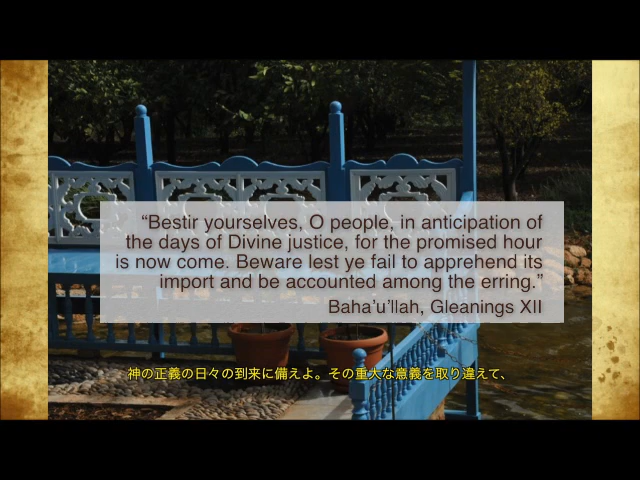 “Bestir yourselves, O people, in anticipation of
the days of Divine justice, for the promised hour
is now come. Beware lest ye fail to apprehend its
import and be accounted among the erring.”
Baha’u’llah, Gleanings XII
神の正義の日々の到来に備えよ。その重大な意義を取り違えて、